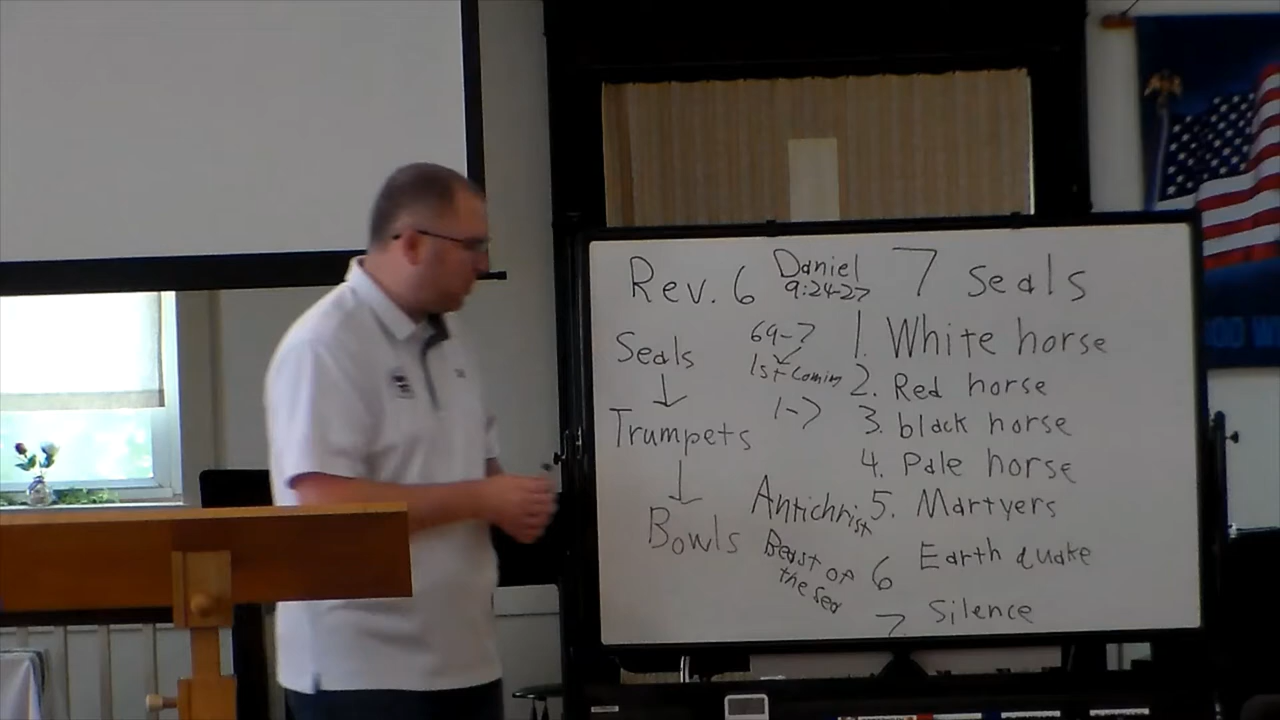 Rev. 6
Daniel
9:24-27
7 Seals
Seals
↓
Trumpets
↓
Bowls
69-7
1st Comin
1-7
Antichrist
Beast of
the Sea
1. White horse
2. Red horse
3. black horse
4. Pale horse
5. Martyers
6 Earth quake
7 Silence